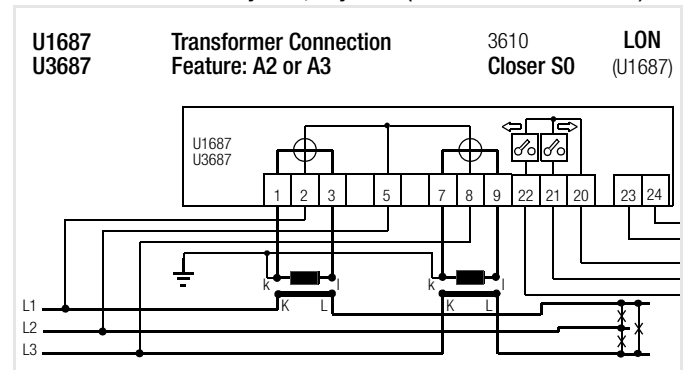 U1687 Transformer Connection 3610 LON
U3687 Feature: A2 or A3 Closer S0 (U1687)
U1687
U3687
1 2 3 5 7 8 9 22 21 20 23 24
k l k l
K L K L
L1
L2
L3